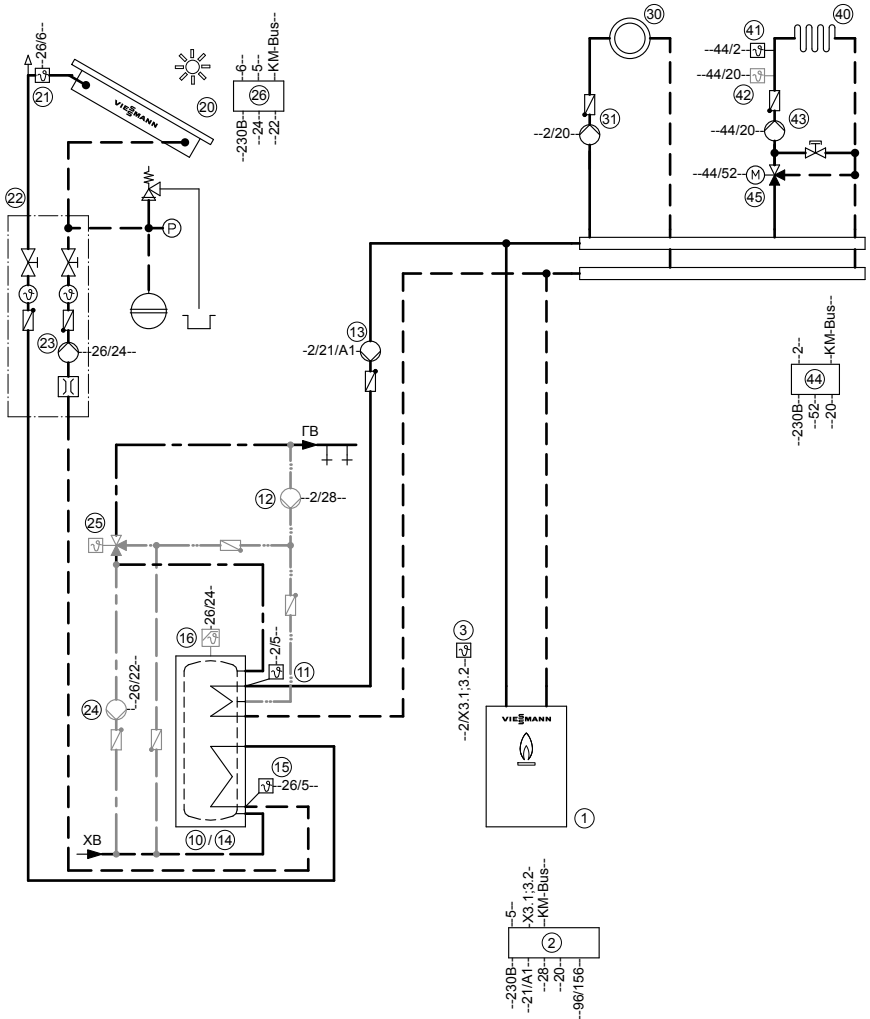 --26/6--
21
VIESMANN
20
6--
5--
KM-Bus--
26
--230В
--24
--22
30
31
--2/20--
40
41
--44/2--
--44/20--
42
43
--44/20--
--44/52--
M
45
22
P
23
---26/24--
13
-2/21/A1-
--2--
KM-Bus--
44
--230В
--52--
--20--
ГВ
12
--2/28--
25
16
--26/24-
--2/5--
11
3
--2/X3.1;3.2--
24
--26/22--
15
--26/5--
10 / 14
ХВ
VIESMANN
1
--5--
-X3.1;3.2-
KM-Bus--
2
--230В
--21/A1-
--28--
--20--
--96/156--